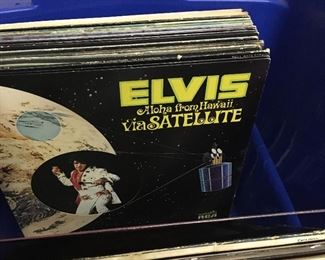 ELVIS
Aloha from Hawaii
via SATELLITE
RCA